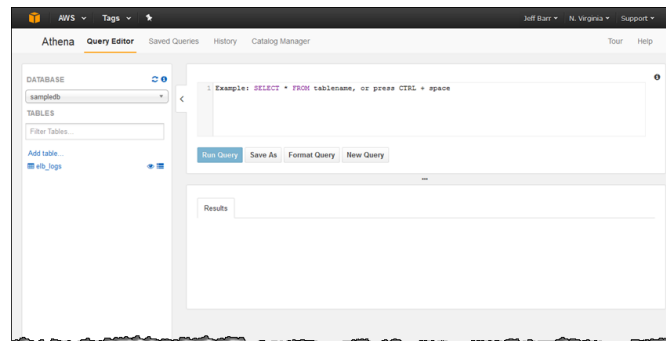 AWS Tags Jeff Barr N. Virginia Support
Athena Query Editor Saved Queries History Catalog Manager Tour Help
DATABASE
sampledb
TABLES
Filter Tables...
Add table...
elb_logs
1 Example: SELECT * FROM tablename, or press CTRL + space
Run Query Save As Format Query New Query
Results